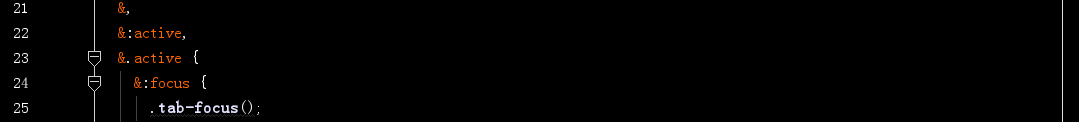 21 &,
22 &:active,
23 &.active {
24 &:focus {
25 .tab-focus();